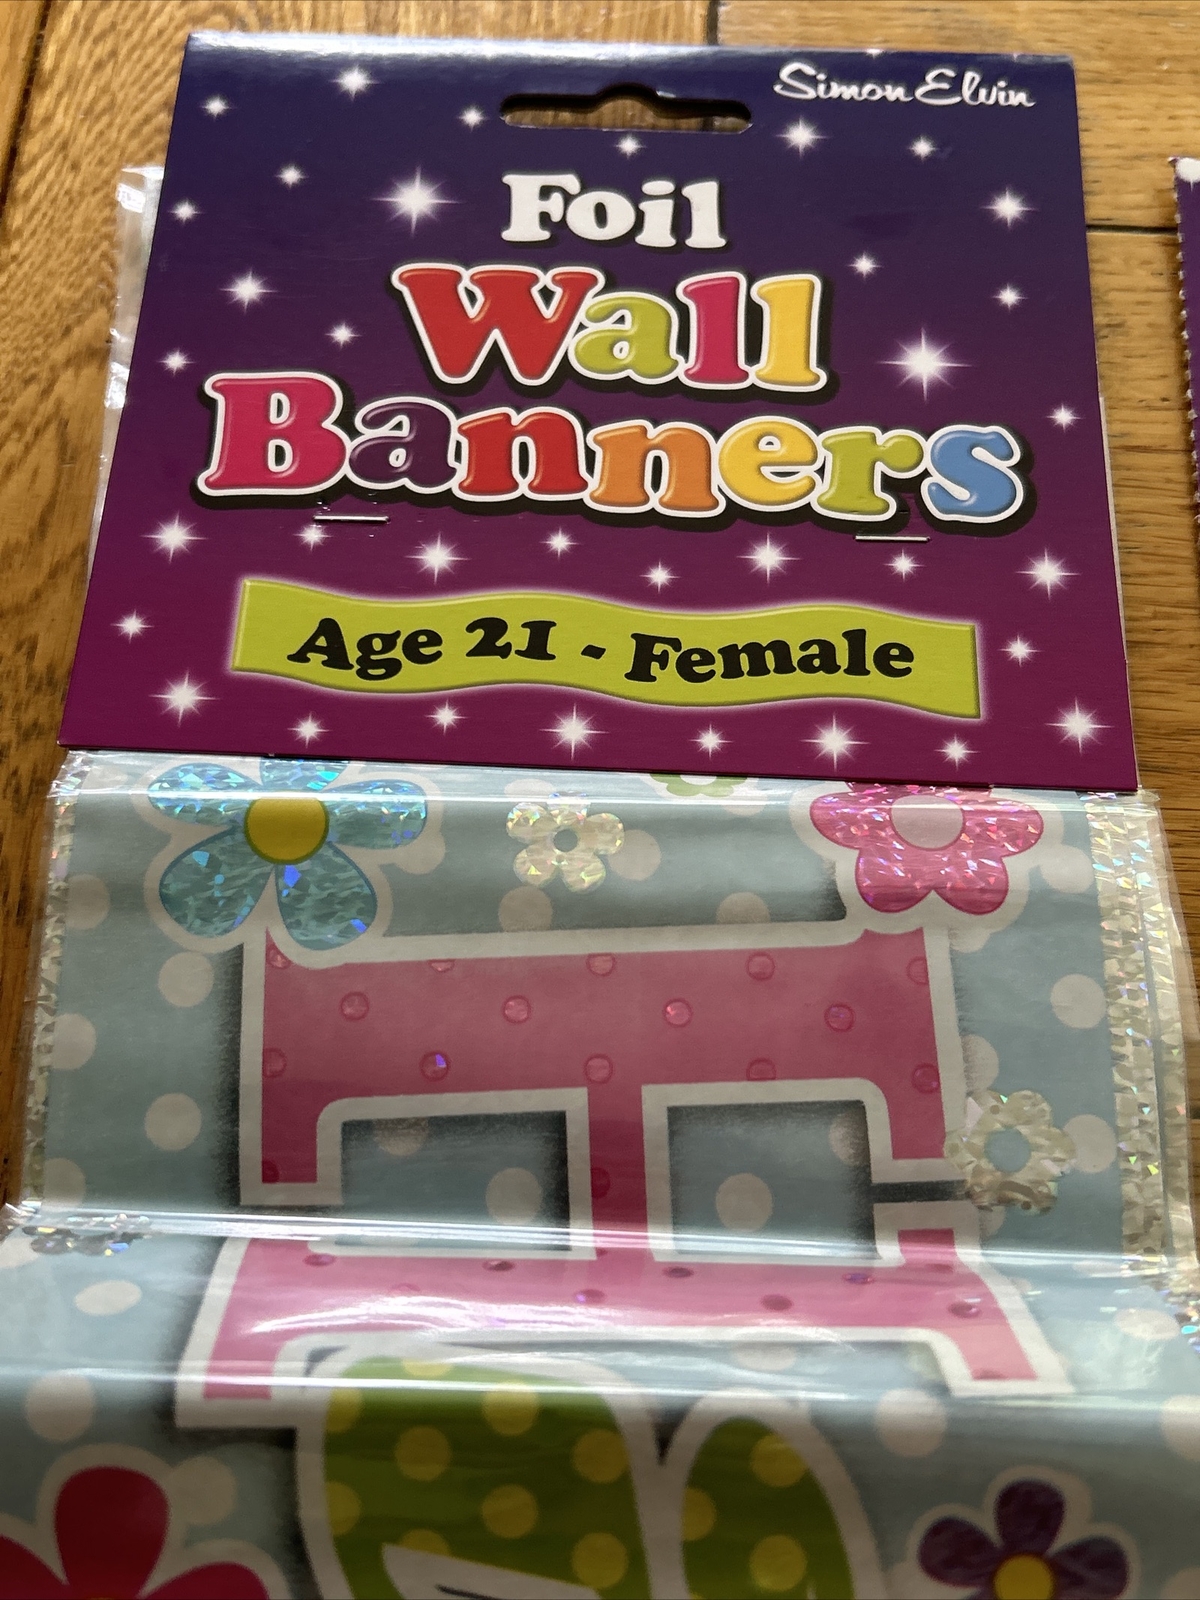 Simon Elvin
Foil
Wall
Banners
Age 21 - Female
H